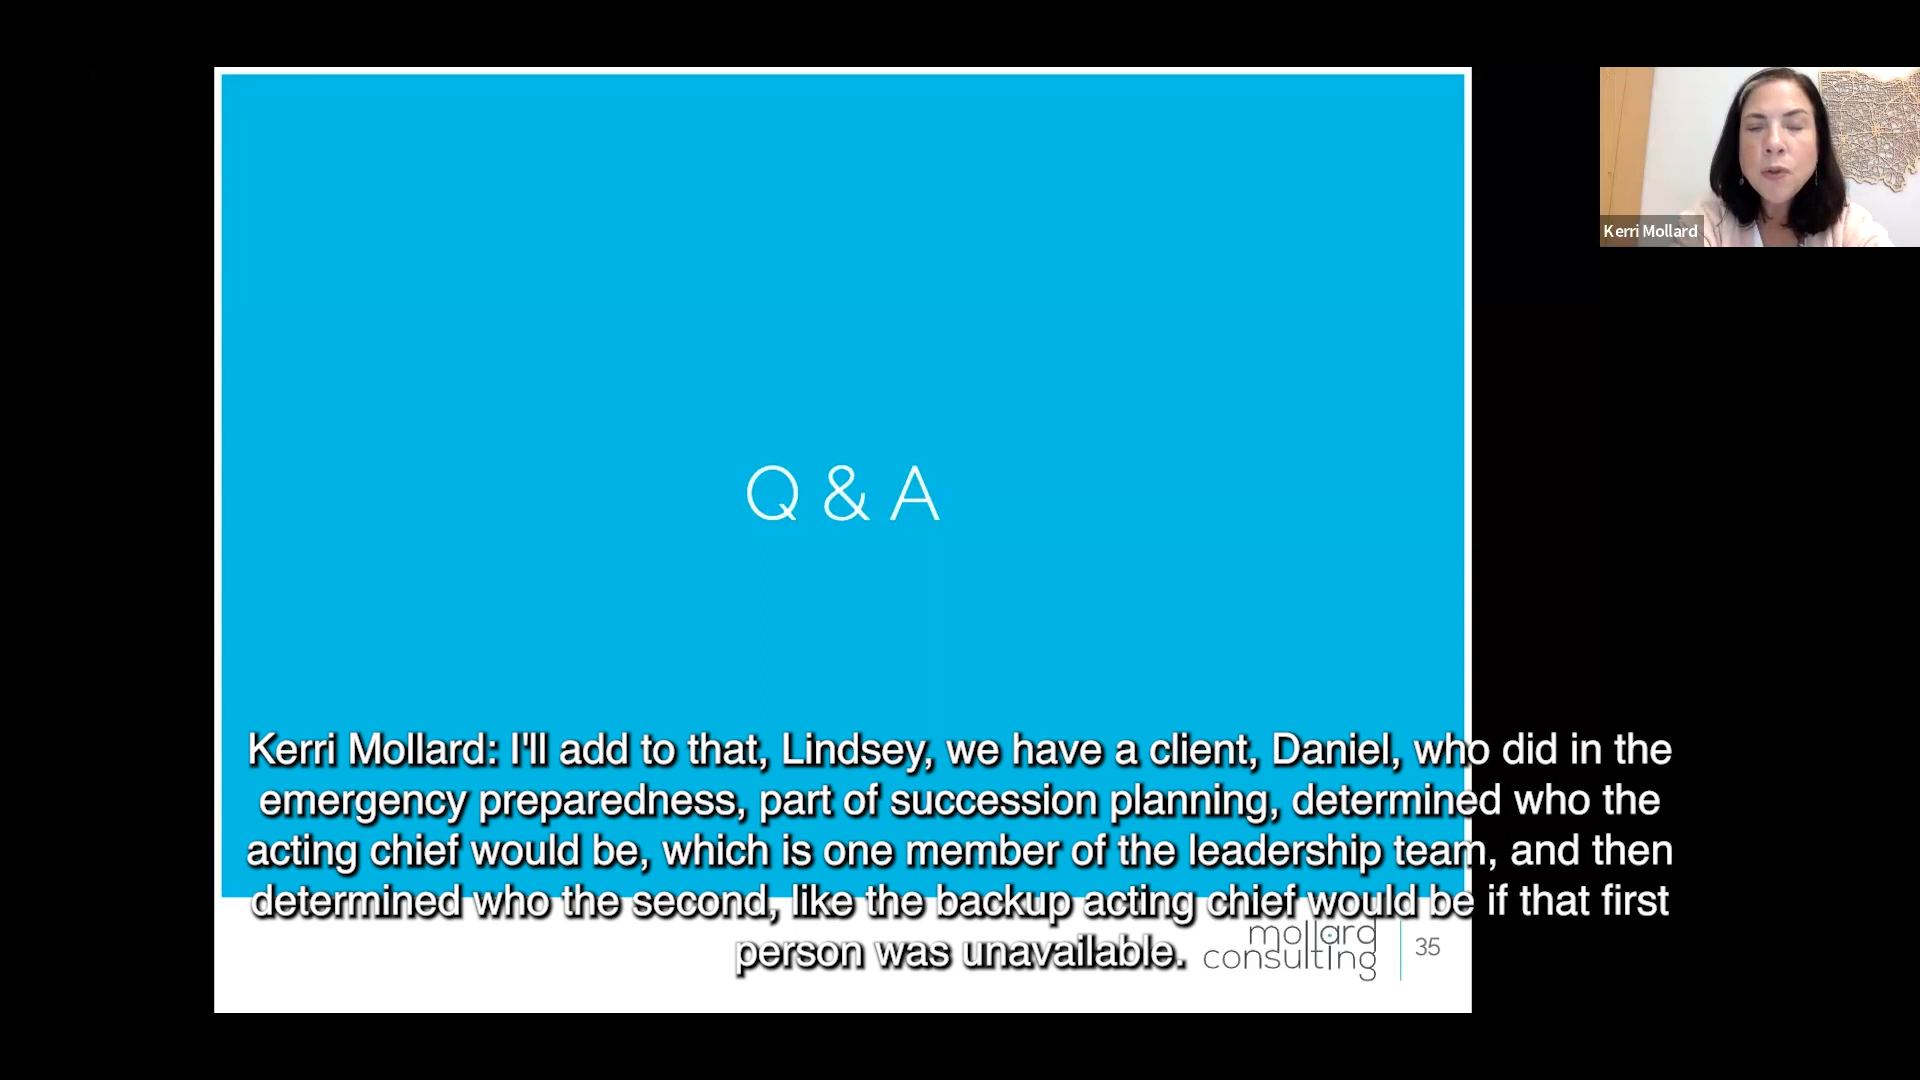 Kerri Mollard
Q & A
Kerri Mollard: I'll add to that, Lindsey, we have a client, Daniel, who did in the
emergency preparedness, part of succession planning, determined who the
acting chief would be, which is one member of the leadership team, and then
determined who the second, like the backup acting chief would be if that first
person was unavailable.
mollard
consulting
35